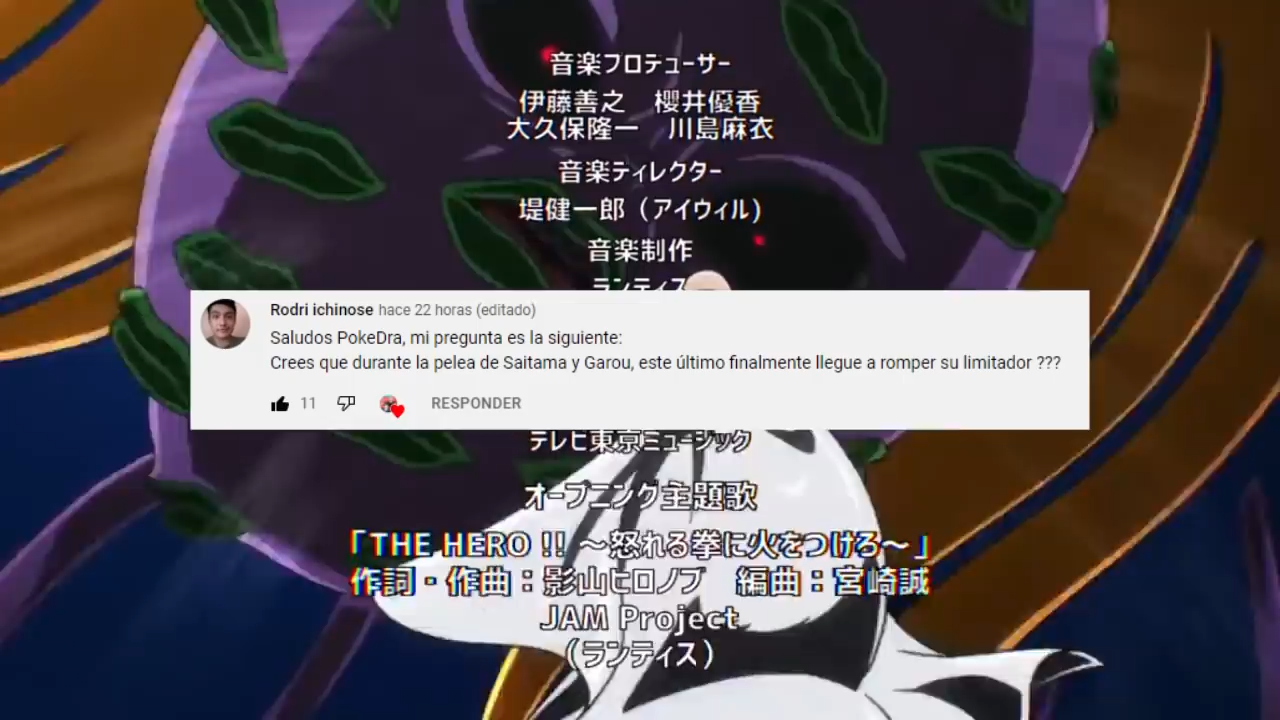 音楽プロデューサー
伊藤善之　櫻井優香
大久保隆一　川島麻衣
音楽ディレクター
堤健一郎（アイウィル）
音楽制作
ランティス
Rodri ichinose hace 22 horas (editado)
Saludos PokeDra, mi pregunta es la siguiente:
Crees que durante la pelea de Saitama y Garou, este último finalmente llegue a romper su limitador ???
11 RESPONDER
テレビ東京ミュージック
オープニング主題歌
「THE HERO !! ～怒れる拳に火をつけろ～」
作詞・作曲：影山ヒロノブ　編曲：宮崎誠
JAM Project
（ランティス）